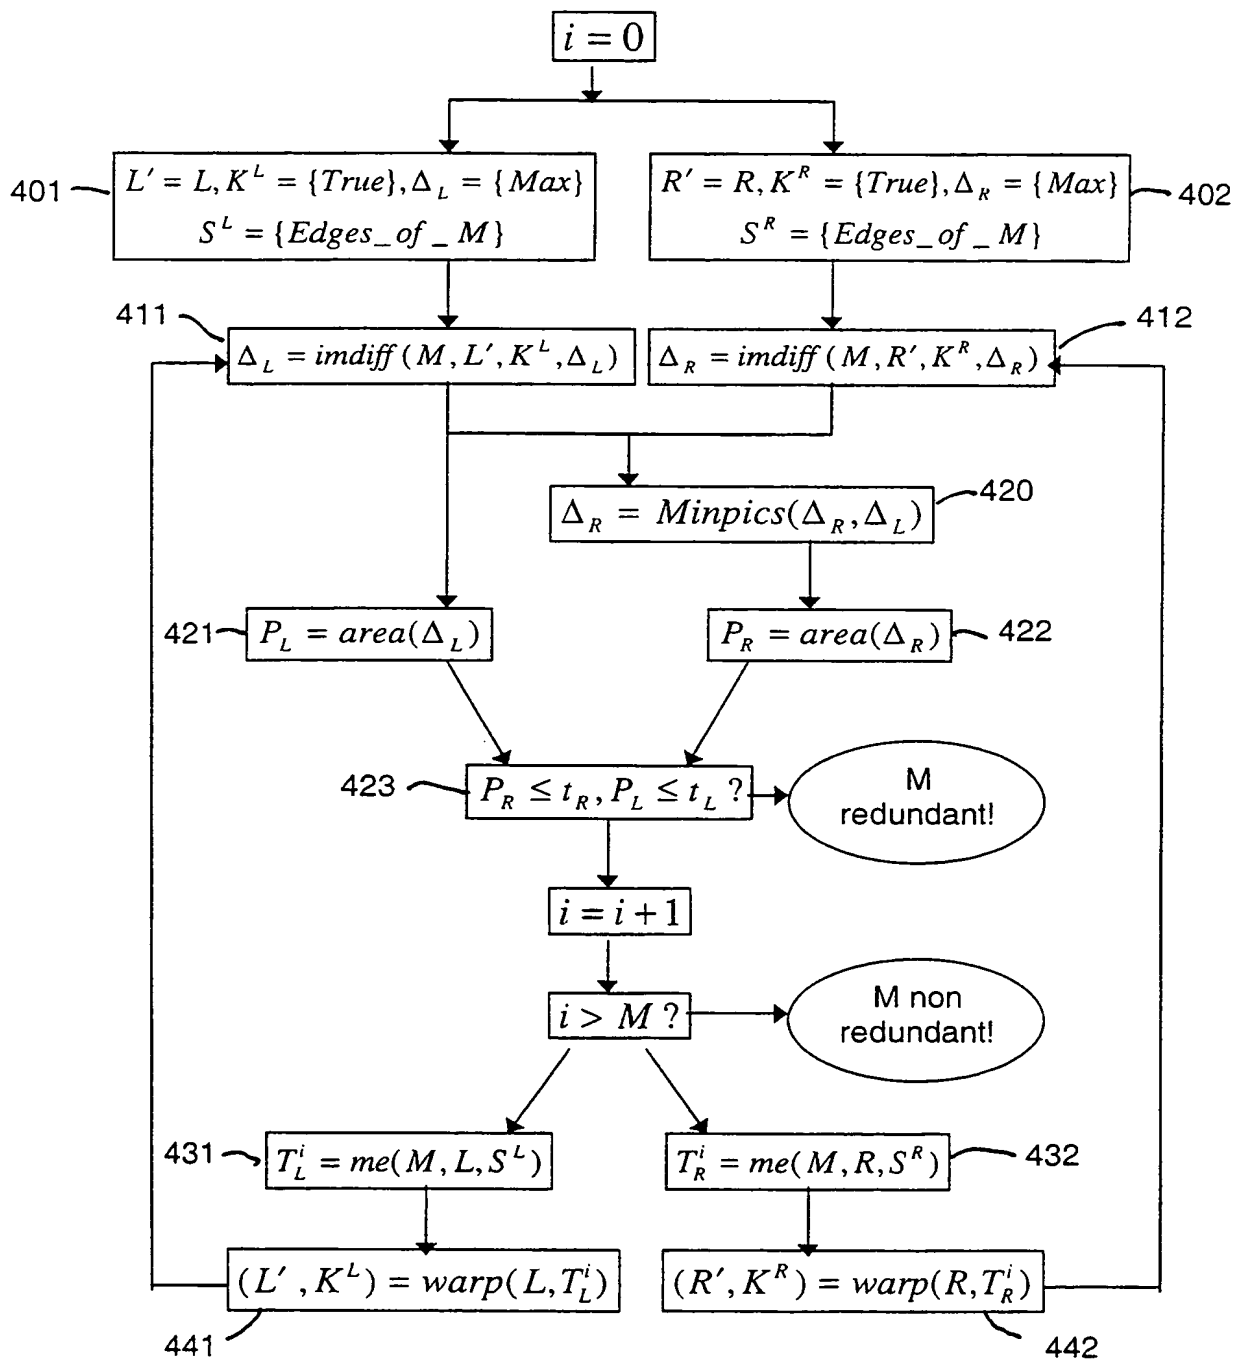 i = 0
401
L' = L, K^L = {True}, Δ_L = {Max}
S^L = {Edges_of_M}
R' = R, K^R = {True}, Δ_R = {Max}
S^R = {Edges_of_M}
402
411
Δ_L = imdiff(M, L', K^L, Δ_L)
Δ_R = imdiff(M, R', K^R, Δ_R)
412
Δ_R = Minpics(Δ_R, Δ_L)
420
421
P_L = area(Δ_L)
P_R = area(Δ_R)
422
423
P_R ≤ t_R, P_L ≤ t_L ?
M
redundant!
i = i + 1
i > M ?
M non
redundant!
431
T_L^i = me(M, L, S^L)
T_R^i = me(M, R, S^R)
432
(L', K^L) = warp(L, T_L^i)
(R', K^R) = warp(R, T_R^i)
441
442